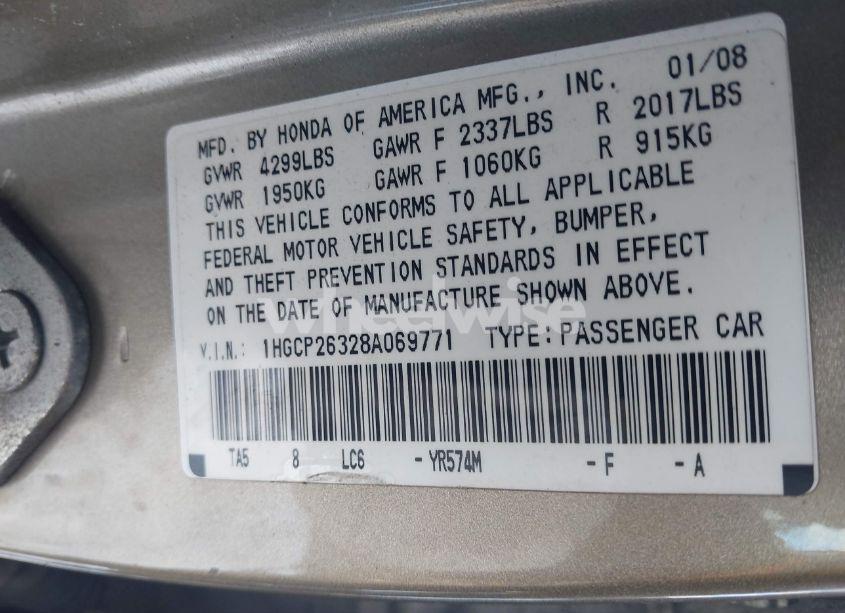 MFD. BY HONDA OF AMERICA MFG., INC. 01/08
GVWR 4299LBS GAWR F 2337LBS R 2017LBS
GVWR 1950KG GAWR F 1060KG R 915KG
THIS VEHICLE CONFORMS TO ALL APPLICABLE
FEDERAL MOTOR VEHICLE SAFETY, BUMPER,
AND THEFT PREVENTION STANDARDS IN EFFECT
ON THE DATE OF MANUFACTURE SHOWN ABOVE.
wheelwise
V.I.N.: 1HGCP26328A069771 TYPE: PASSENGER CAR
TA5 8 LC6 -YR574M -F -A